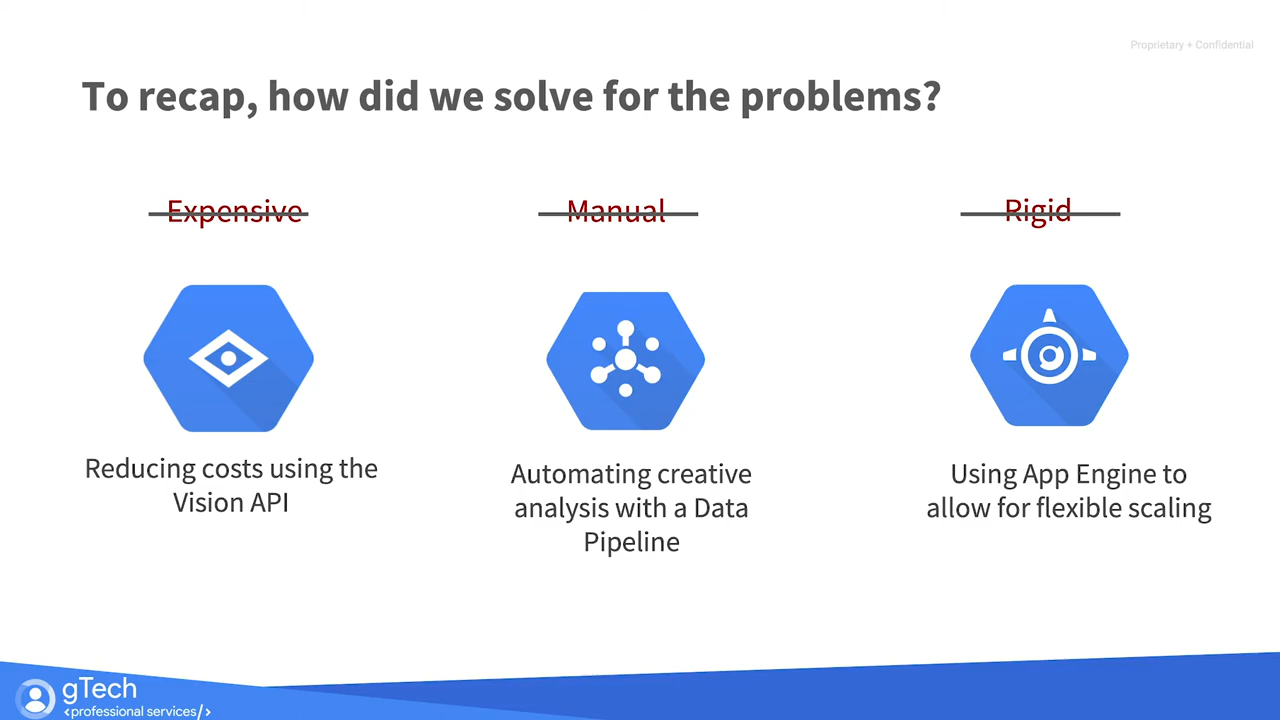 Proprietary + Confidential
To recap, how did we solve for the problems?
Expensive
Manual
Rigid
Reducing costs using the
Vision API
Automating creative
analysis with a Data
Pipeline
Using App Engine to
allow for flexible scaling
gTech
<professional services/>